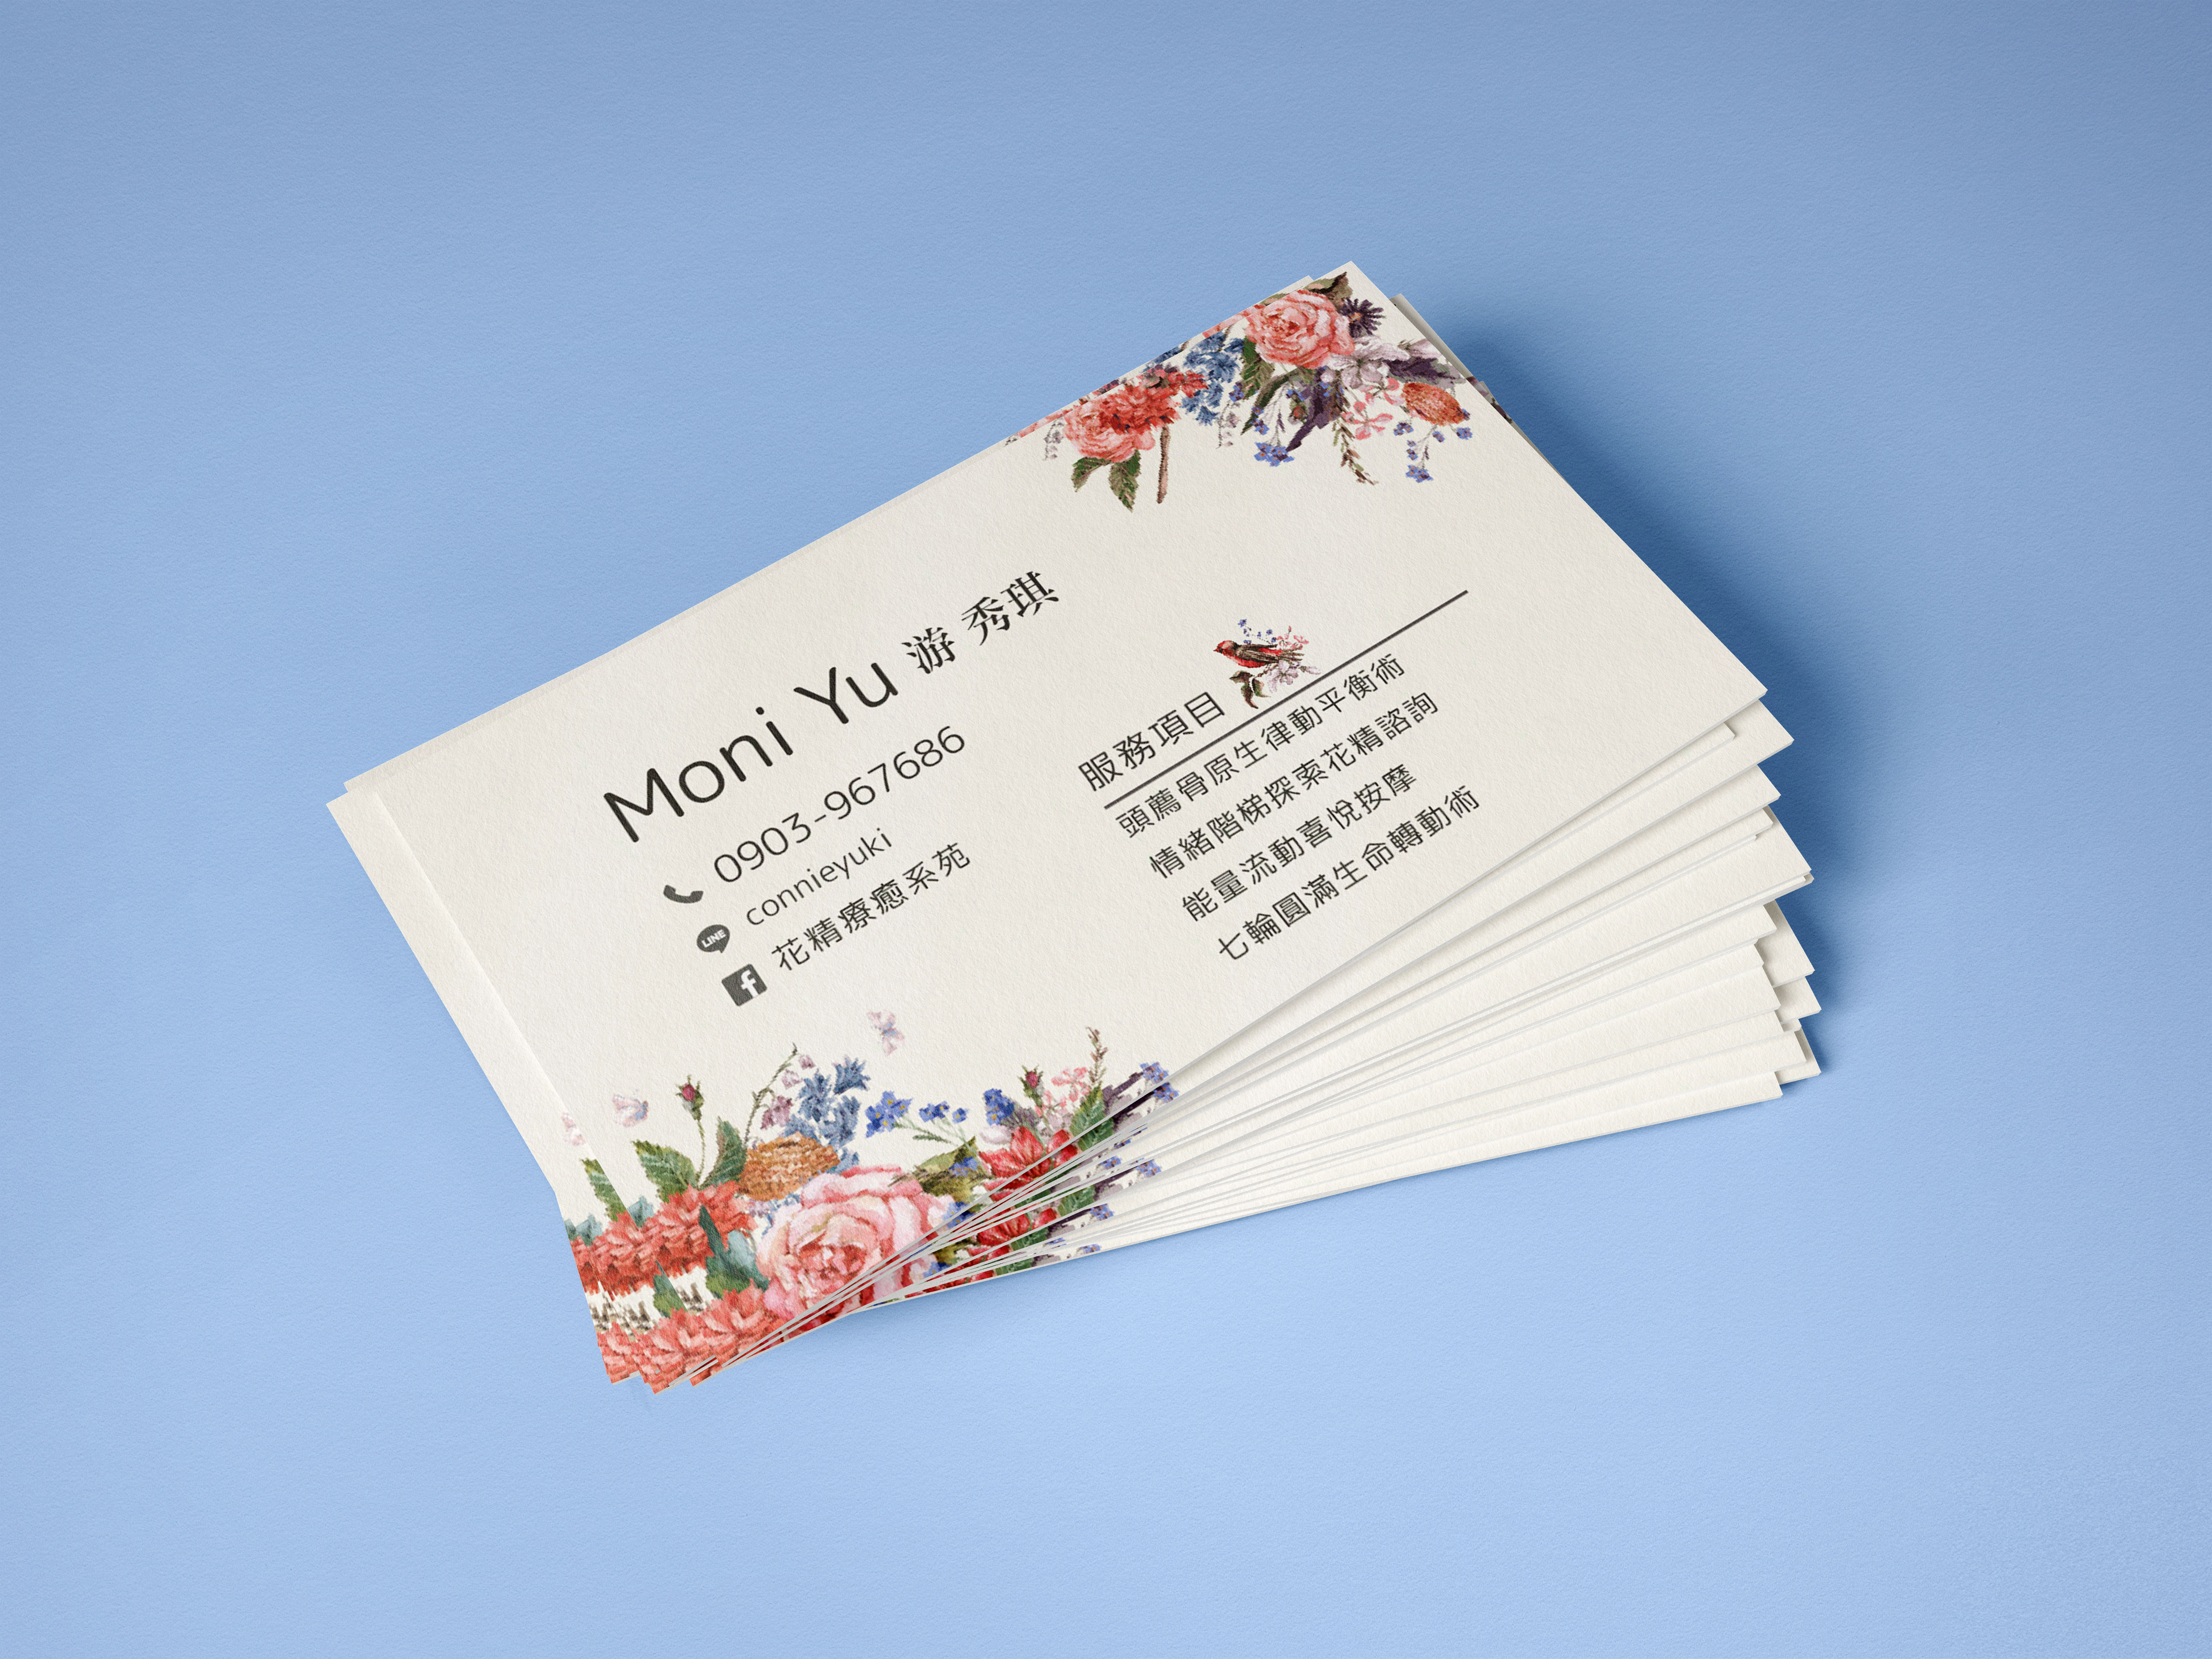 Moni Yu 游 秀琪
0903-967686
LINE connieyuki
f 花精療癒系苑
服務項目
頭薦骨原生律動平衡術
情緒階梯探索花精諮詢
能量流動喜悅按摩
七輪圓滿生命轉動術